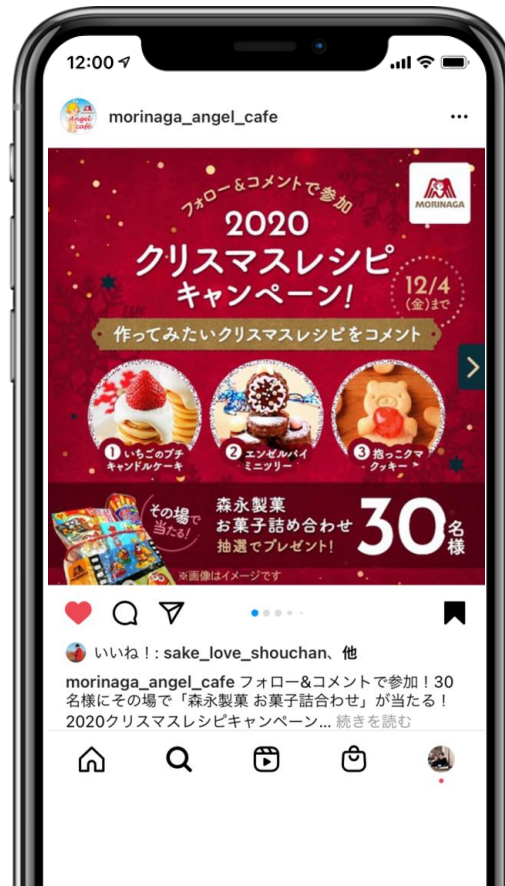 12:00
Angel
café
morinaga_angel_cafe
フォロー&コメントで参加
MORINAGA
2020
クリスマスレシピ
キャンペーン!
12/4
(金)まで
作ってみたいクリスマスレシピをコメント
1 いちごのプチ
キャンドルケーキ
2 エンゼルパイ
ミニツリー
3 抱っこクマ
クッキー
その場で
当たる!
森永製菓
お菓子詰め合わせ
抽選でプレゼント!
30名様
※画像はイメージです
いいね!: sake_love_shouchan、他
morinaga_angel_cafe フォロー&コメントで参加!30
名様にその場で「森永製菓 お菓子詰合わせ」が当たる!
2020クリスマスレシピキャンペーン... 続きを読む